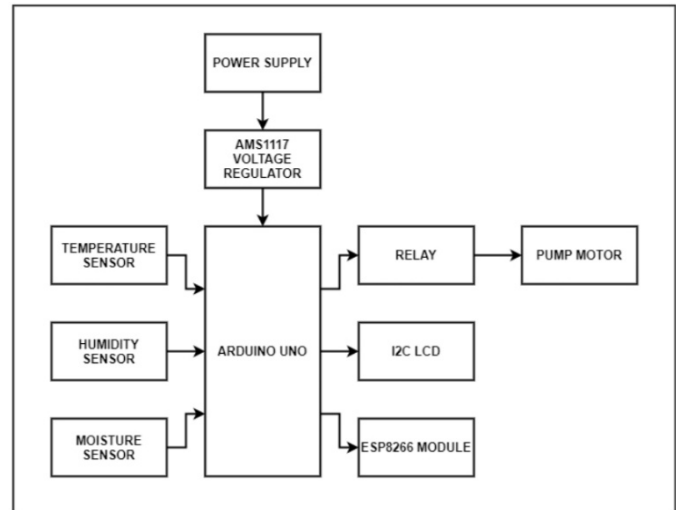 POWER SUPPLY
AMS1117
VOLTAGE
REGULATOR
TEMPERATURE
SENSOR
RELAY
PUMP MOTOR
HUMIDITY
SENSOR
ARDUINO UNO
I2C LCD
MOISTURE
SENSOR
ESP8266 MODULE